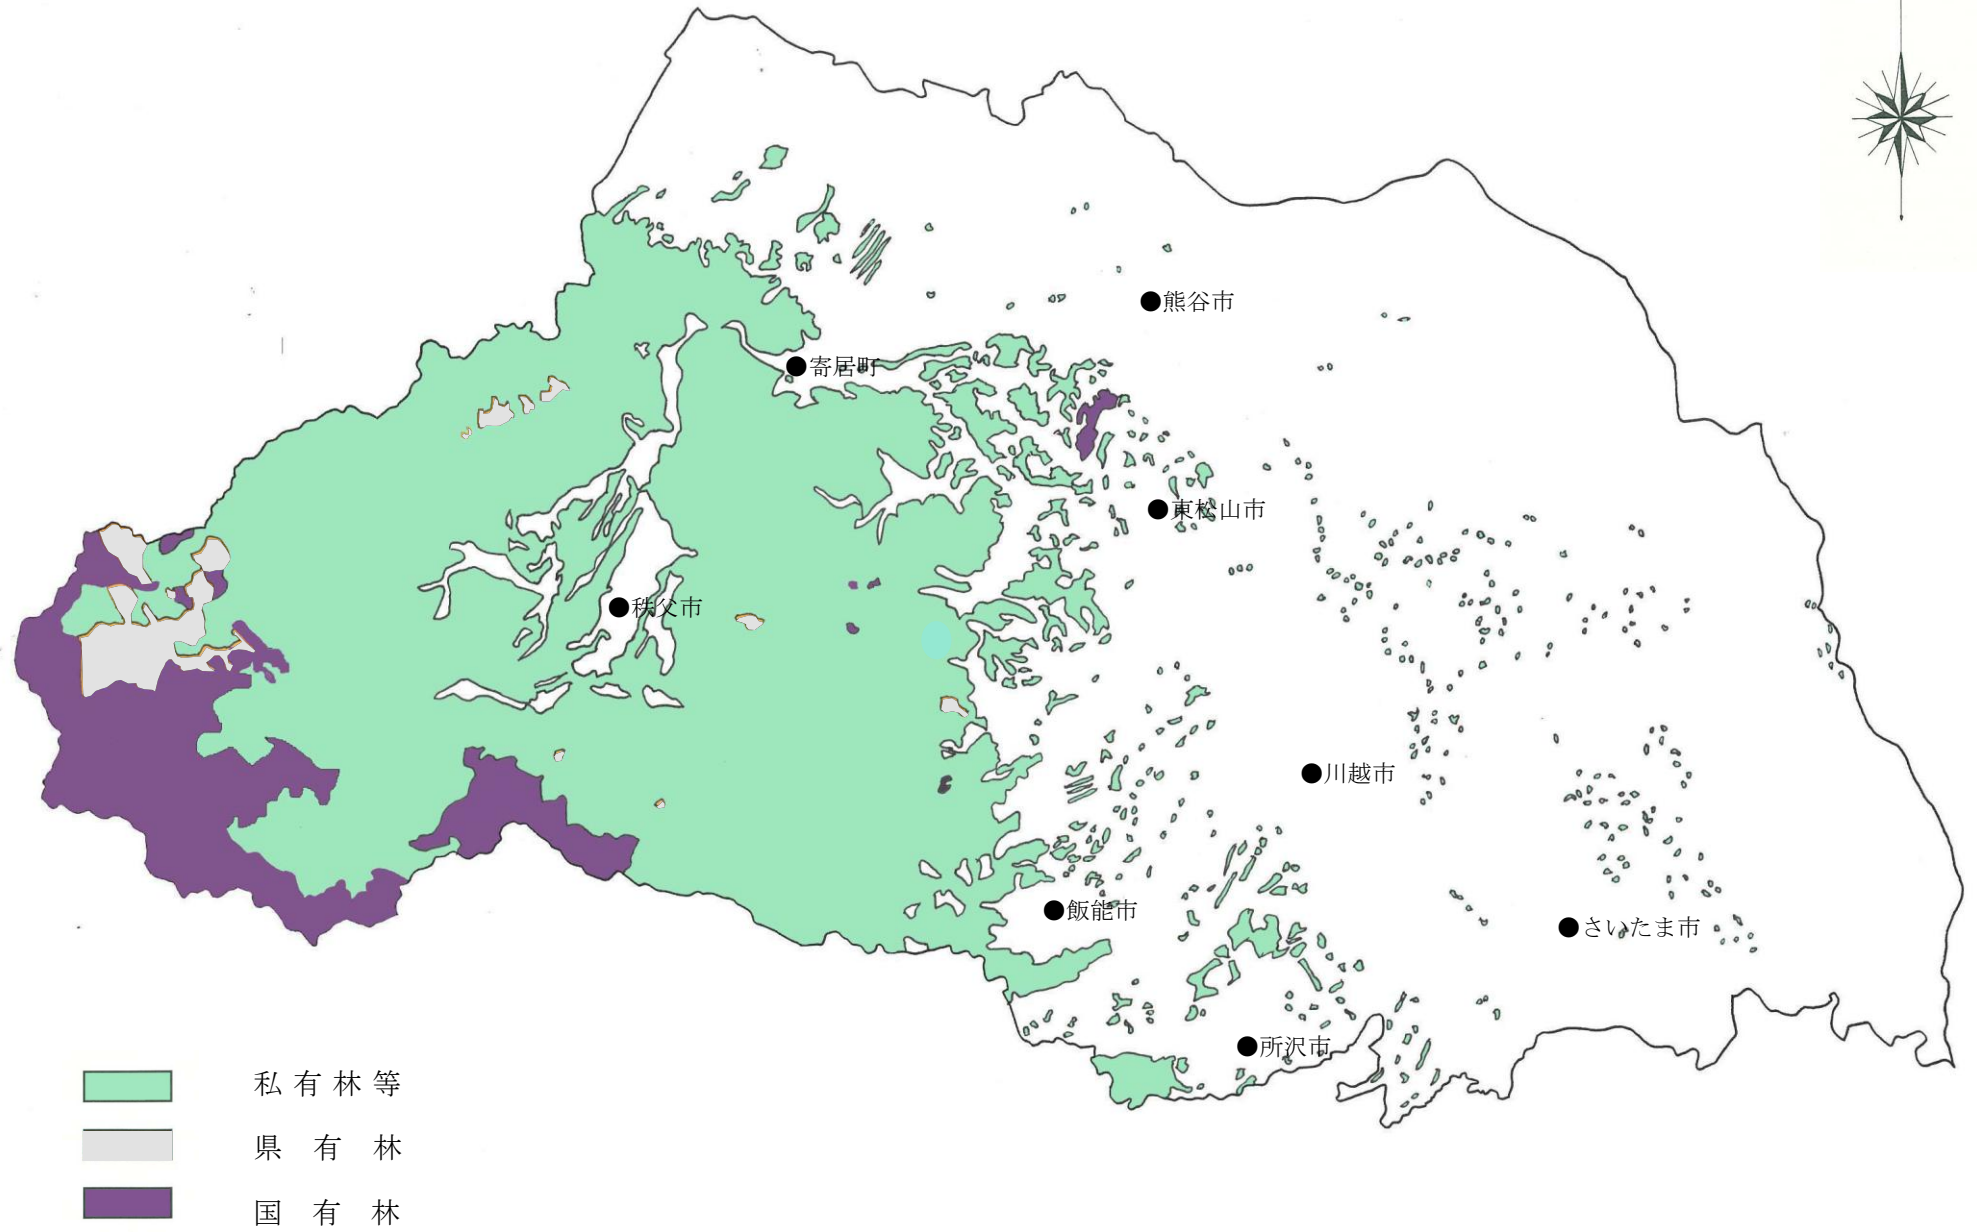 熊谷市
寄居町
東松山市
秩父市
川越市
飯能市
さいたま市
所沢市
私有林等
県有林
国有林